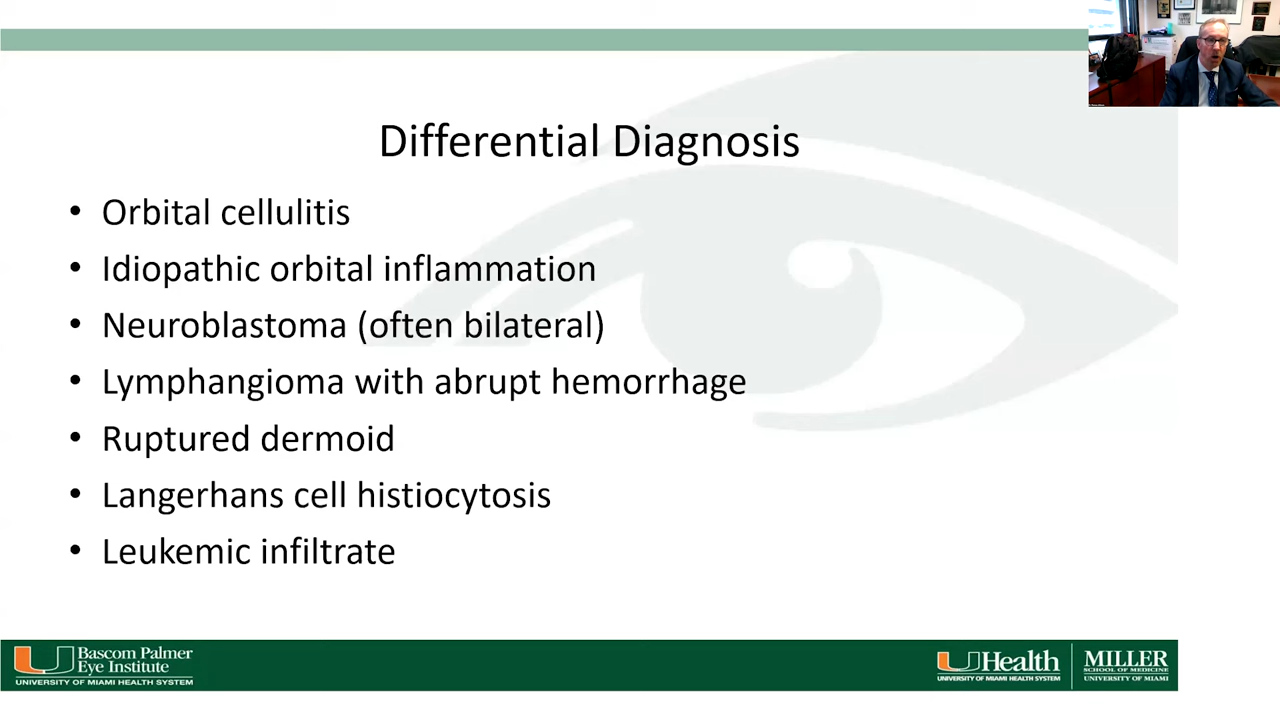 Differential Diagnosis
• Orbital cellulitis
• Idiopathic orbital inflammation
• Neuroblastoma (often bilateral)
• Lymphangioma with abrupt hemorrhage
• Ruptured dermoid
• Langerhans cell histiocytosis
• Leukemic infiltrate
Bascom Palmer
Eye Institute
UNIVERSITY OF MIAMI HEALTH SYSTEM
UHealth
UNIVERSITY OF MIAMI HEALTH SYSTEM
MILLER
SCHOOL OF MEDICINE
UNIVERSITY OF MIAMI